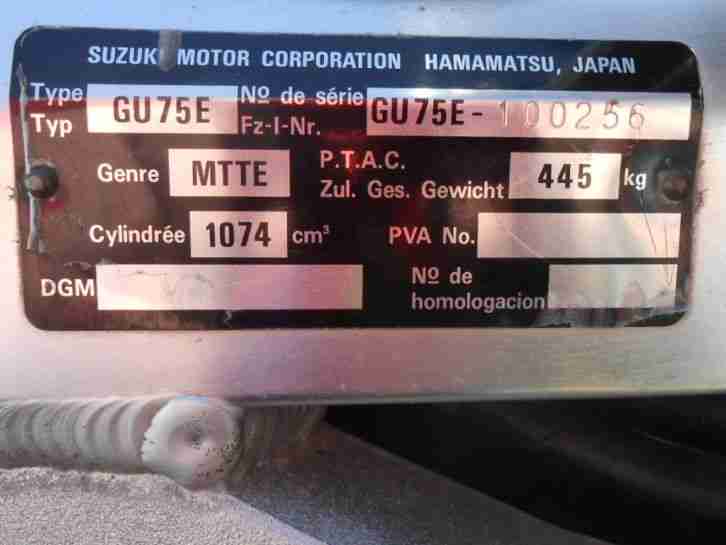 SUZUKI MOTOR CORPORATION HAMAMATSU, JAPAN
Type Typ GU75E Nº de série Fz-I-Nr. GU75E-100256
Genre MTTE P.T.A.C. Zul. Ges. Gewicht 445 kg
Cylindrée 1074 cm³ PVA No.
DGM Nº de homologacion